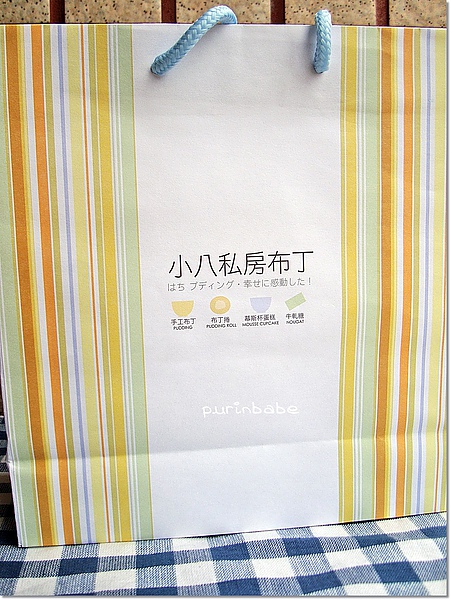 小八私房布丁
はち プディング・幸せに感動した！
手工布丁 布丁捲 慕斯杯蛋糕 牛軋糖
PUDDING PUDDING ROLL MOUSSE CUPCAKE NOUGAT
purinbabe